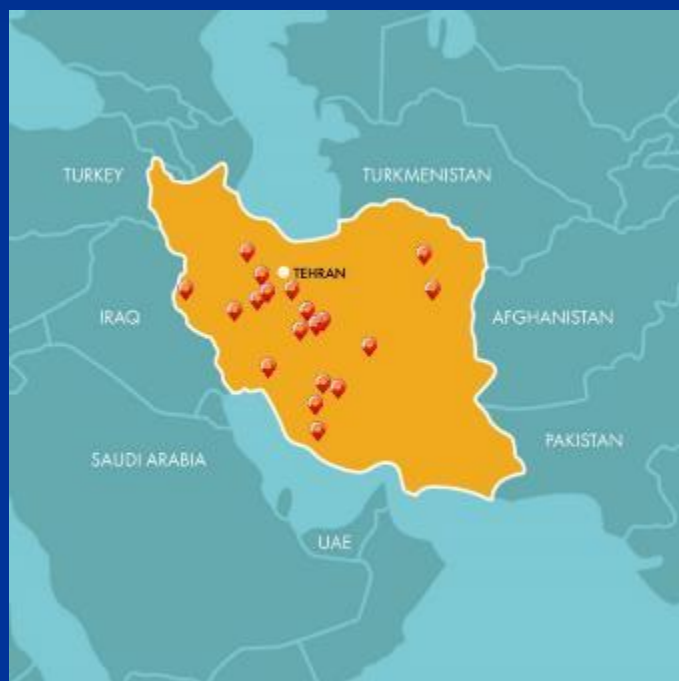 TURKEY
TURKMENISTAN
TEHRAN
IRAQ
AFGHANISTAN
PAKISTAN
SAUDI ARABIA
UAE